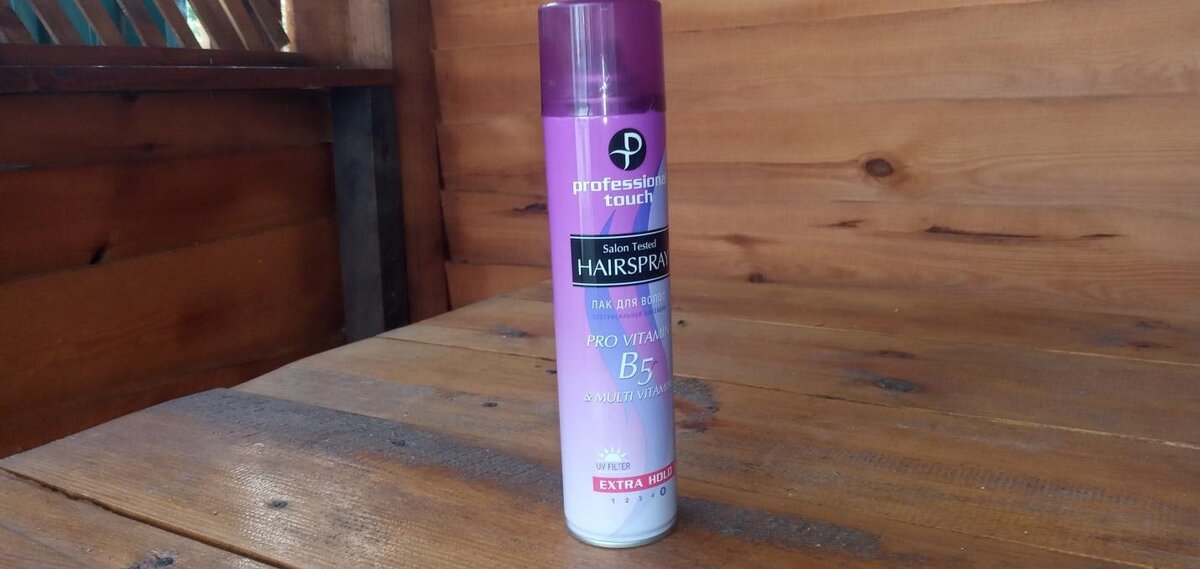 professional
touch
Salon Tested
HAIRSPRAY
ЛАК ДЛЯ ВОЛОС
PRO VITAMIN
B5
& MULTI VITAMIN
UV FILTER
EXTRA HOLD
1 2 3 4 5